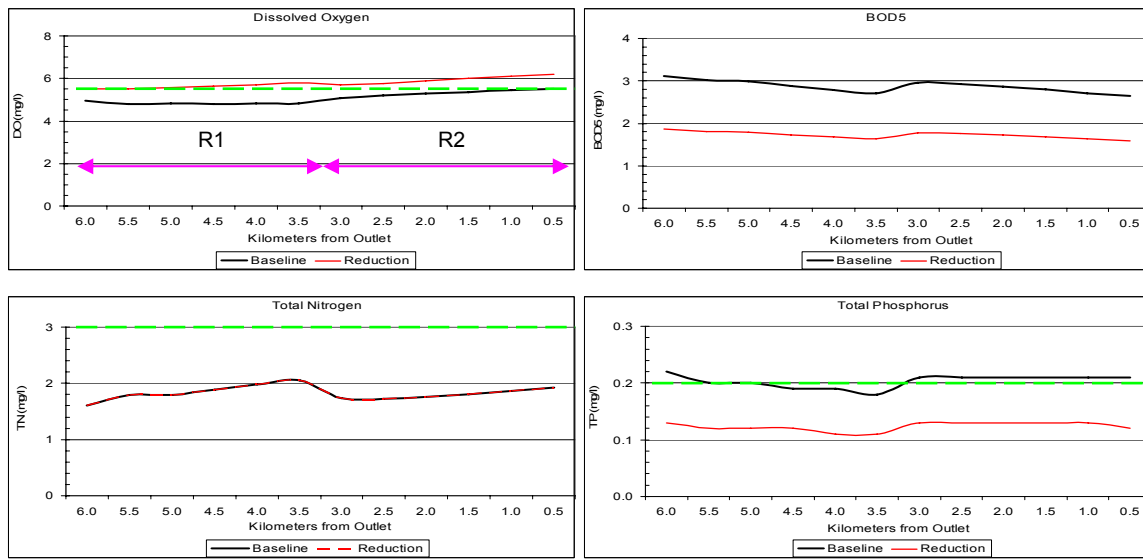 Dissolved Oxygen
8
6
4
2
0
DO(mg/l)
R1
R2
6.0 5.5 5.0 4.5 4.0 3.5 3.0 2.5 2.0 1.5 1.0 0.5
Kilometers from Outlet
Baseline Reduction
BOD5
4
3
2
1
0
BOD5 (mg/l)
6.0 5.5 5.0 4.5 4.0 3.5 3.0 2.5 2.0 1.5 1.0 0.5
Kilometers from Outlet
Baseline Reduction
Total Nitrogen
3
2
1
0
TN(mg/l)
6.0 5.5 5.0 4.5 4.0 3.5 3.0 2.5 2.0 1.5 1.0 0.5
Kilometers from Outlet
Baseline Reduction
Total Phosphorus
0.3
0.2
0.1
0.0
TP(mg/l)
6.0 5.5 5.0 4.5 4.0 3.5 3.0 2.5 2.0 1.5 1.0 0.5
Kilometers from Outlet
Baseline Reduction